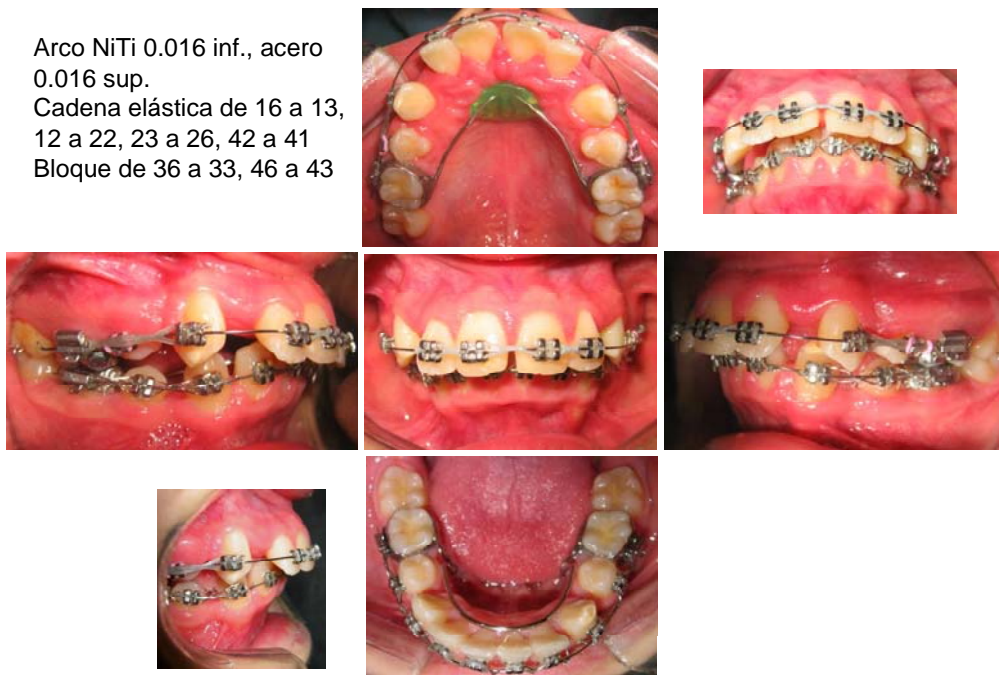 Arco NiTi 0.016 inf., acero
0.016 sup.
Cadena elástica de 16 a 13,
12 a 22, 23 a 26, 42 a 41
Bloque de 36 a 33, 46 a 43